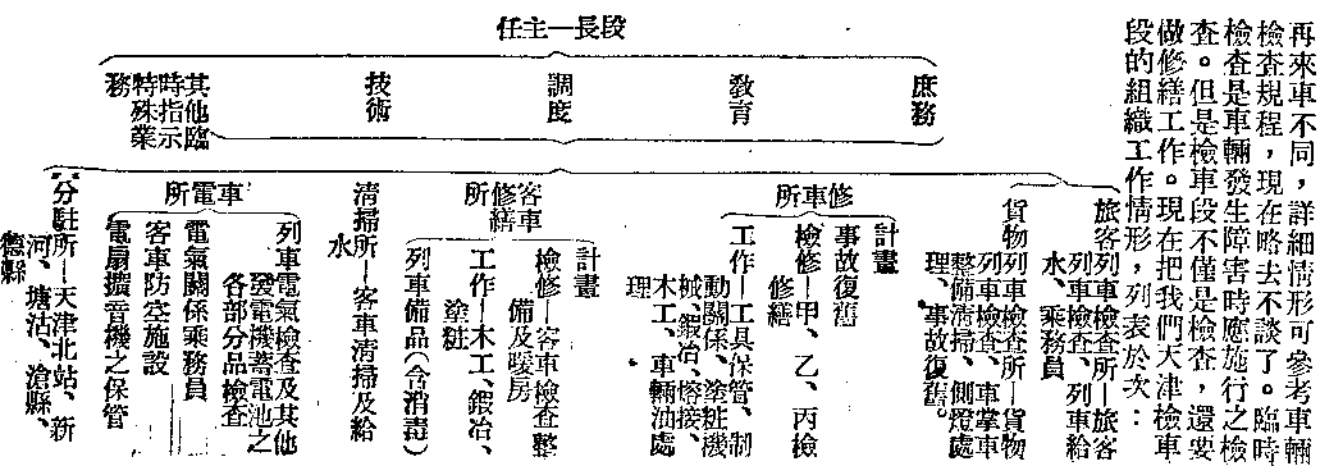 再來車不同，詳細情形可參考車輛
檢查規程，現在略去不談了。臨時
檢查是車輛發生障害時應施行之檢
查。但是檢車段不僅是檢查，還要
做修繕工作。現在把我們天津檢車
段的組織工作情形，列表於次：
任主—長段
庶務
教育
調度
技術
其他臨
時指示
特殊業
務
旅客列車檢查所—旅客
列車檢查、列車給
水、乘務員
貨物列車檢查所—貨物
列車檢查、車掌車
整備清掃、側燈處
理、事故復舊。
所車修
計畫
事故復舊
檢修—甲、乙、丙檢
修繕
工作—工具保管、制
動關係、塗粧機
械、鍜冶、熔接、
木工、車輛油處
理
客車
所修繕
計畫
檢修—客車檢查整
備及暖房
工作—木工、鍜冶、
塗粧
列車備品（含消毒）
清掃所—客車清掃及給
水
所電車
列車電氣檢查及其他
發電機蓄電池之
各部分品檢查
電氣關係乘務員
客車防空施設
電扇擴音機之保管
分駐所—天津北站、新
河、塘沽、滄縣、
德縣